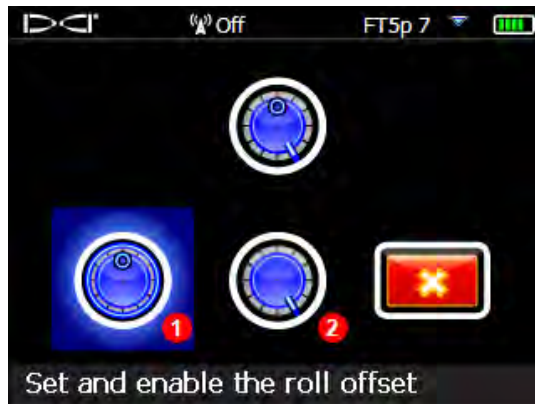 DCI Off FT5p 7
1 2
Set and enable the roll offset